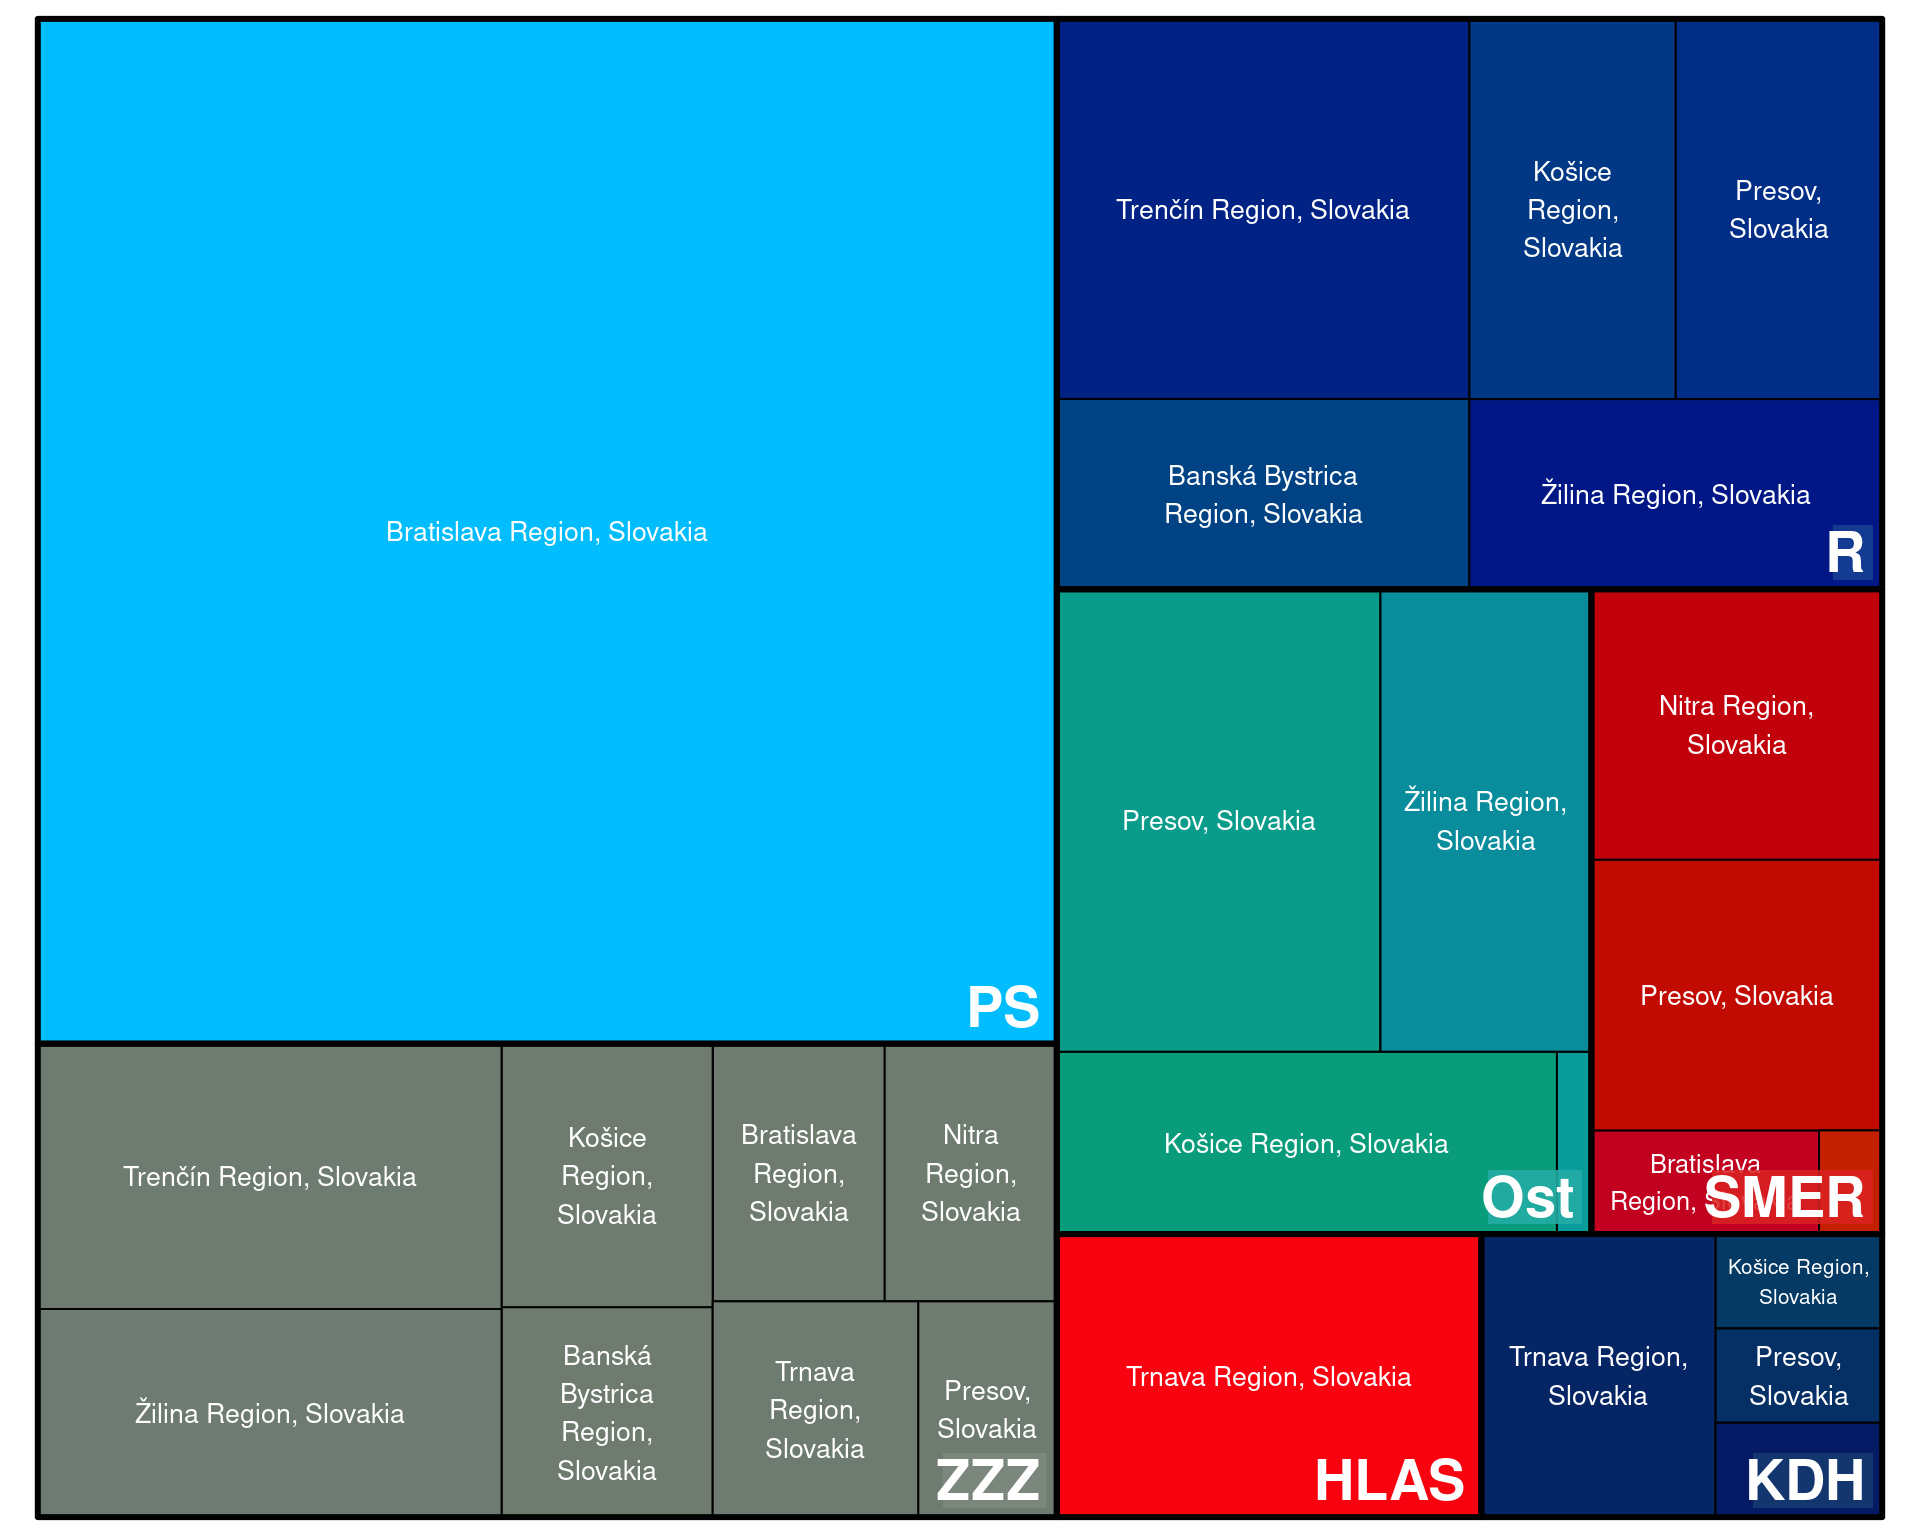 Bratislava Region, Slovakia
PS
Trenčín Region, Slovakia
Košice
Region,
Slovakia
Presov,
Slovakia
Banská Bystrica
Region, Slovakia
Žilina Region, Slovakia
R
Presov, Slovakia
Žilina Region,
Slovakia
Košice Region, Slovakia
Ost
Nitra Region,
Slovakia
Presov, Slovakia
Bratislava
Region,
SMER
Trenčín Region, Slovakia
Žilina Region, Slovakia
Košice
Region,
Slovakia
Banská
Bystrica
Region,
Slovakia
Bratislava
Region,
Slovakia
Nitra
Region,
Slovakia
Trnava
Region,
Slovakia
Presov,
Slovakia
ZZZ
Trnava Region, Slovakia
HLAS
Trnava Region,
Slovakia
Košice Region,
Slovakia
Presov,
Slovakia
KDH